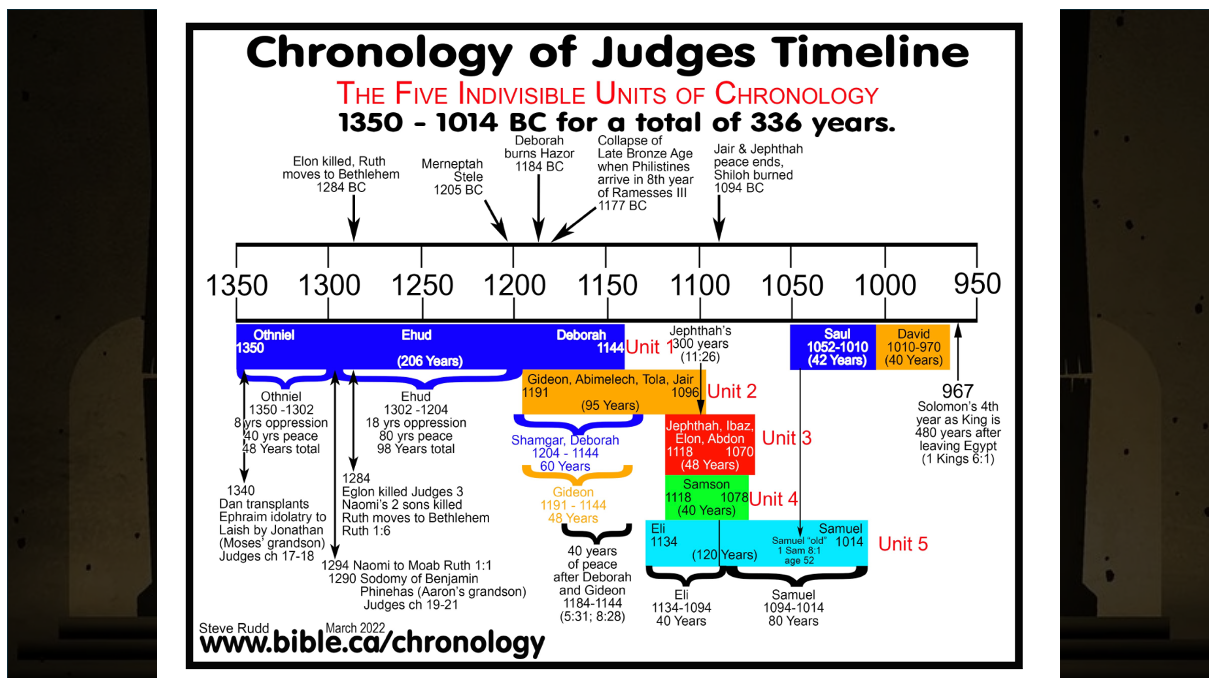 Chronology of Judges Timeline
THE FIVE INDIVISIBLE UNITS OF CHRONOLOGY
1350 - 1014 BC for a total of 336 years.
Elon killed, Ruth
moves to Bethlehem
1284 BC
Merneptah
Stele
1205 BC
Deborah
burns Hazor
1184 BC
Collapse of
Late Bronze Age
when Philistines
arrive in 8th year
of Ramesses III
1177 BC
Jair & Jephthah
peace ends,
Shiloh burned
1094 BC
1350 1300 1250 1200 1150 1100 1050 1000 950
Othniel
1350
Ehud
(206 Years)
Deborah
1144
Unit 1
Jephthah's
300 years
(11:26)
Saul
1052-1010
(42 Years)
David
1010-970
(40 Years)
Gideon, Abimelech, Tola, Jair
1191 1096
(95 Years)
Unit 2
Jephthah, Ibaz,
Elon, Abdon
1118 1070
(48 Years)
Unit 3
Samson
1118 1078
(40 Years)
Unit 4
Eli
1134
(120 Years)
Samuel
1014
Samuel "old"
1 Sam 8:1
age 52
Unit 5
Othniel
1350 -1302
8 yrs oppression
40 yrs peace
48 Years total
Ehud
1302 -1204
18 yrs oppression
80 yrs peace
98 Years total
Shamgar, Deborah
1204 - 1144
60 Years
Gideon
1191 - 1144
48 Years
40 years
of peace
after Deborah
and Gideon
1184-1144
(5:31; 8:28)
Eli
1134-1094
40 Years
Samuel
1094-1014
80 Years
967
Solomon's 4th
year as King is
480 years after
leaving Egypt
(1 Kings 6:1)
1340
Dan transplants
Ephraim idolatry to
Laish by Jonathan
(Moses' grandson)
Judges ch 17-18
1284
Eglon killed Judges 3
Naomi's 2 sons killed
Ruth moves to Bethlehem
Ruth 1:6
1294 Naomi to Moab Ruth 1:1
1290 Sodomy of Benjamin
Phinehas (Aaron's grandson)
Judges ch 19-21
Steve Rudd March 2022
www.bible.ca/chronology